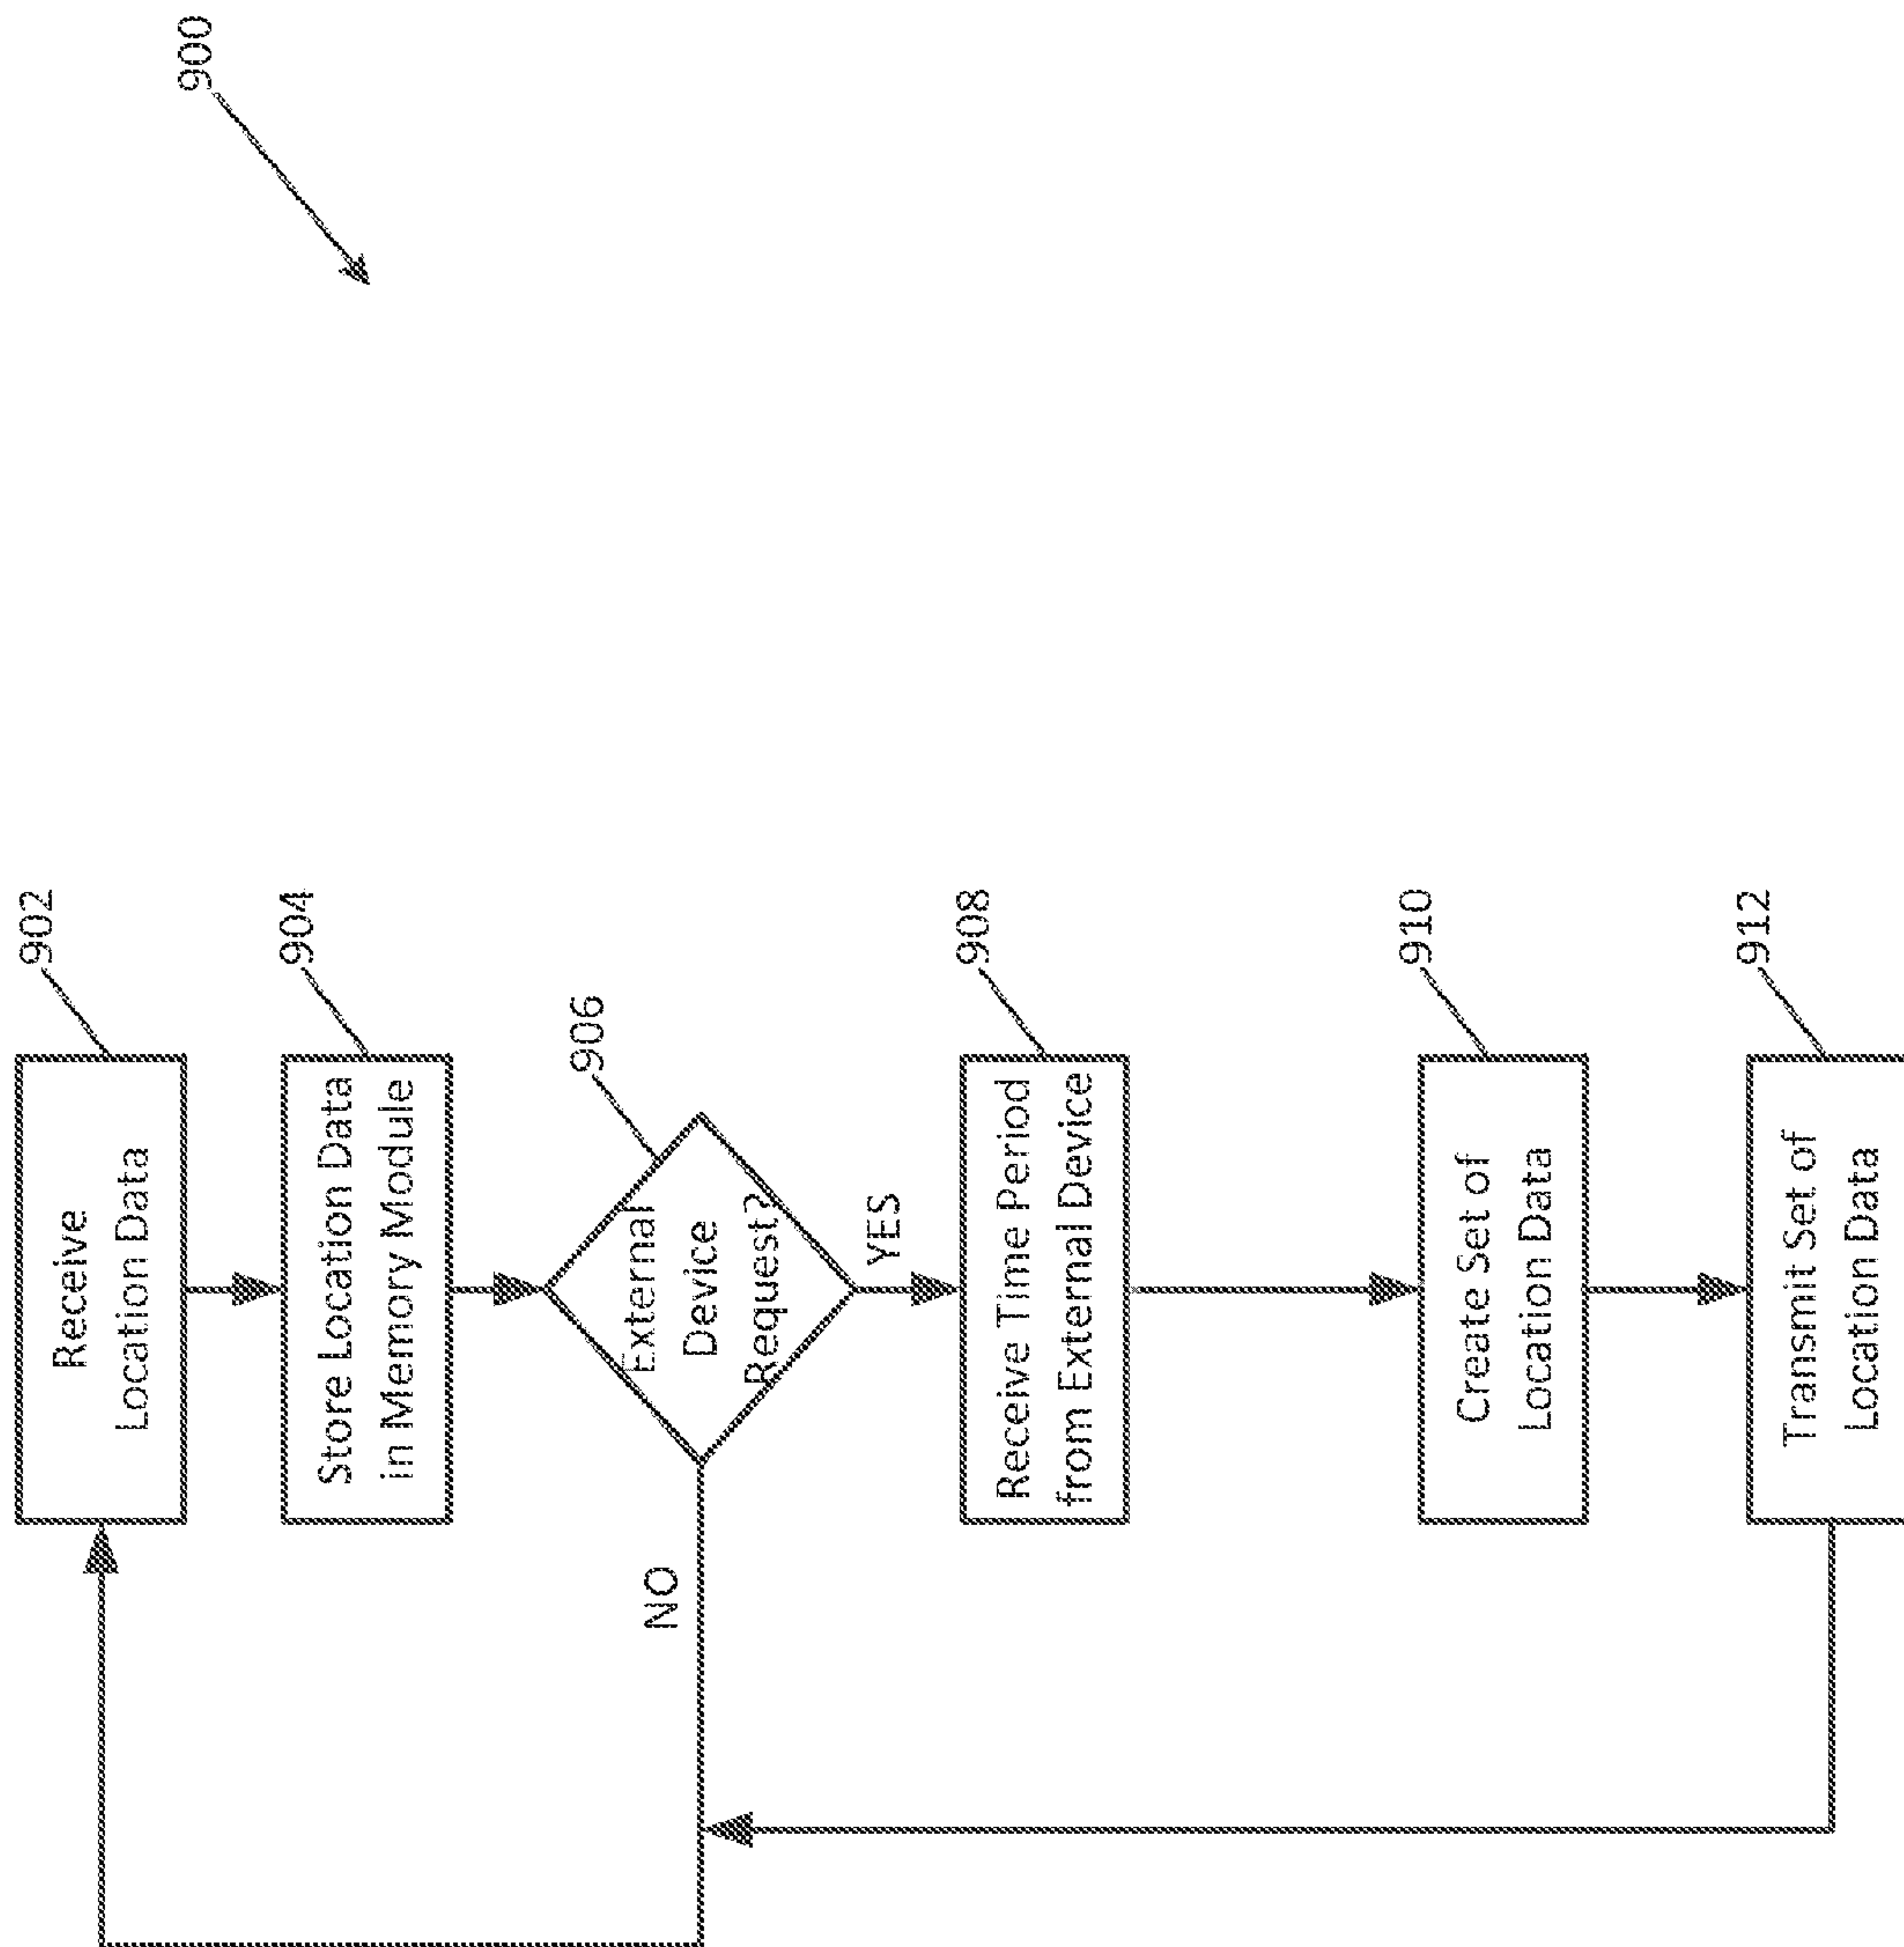 900
902
Receive
Location Data
904
Store Location Data
in Memory Module
906
External
Device
Request?
NO
YES
908
Receive Time Period
from External Device
910
Create Set of
Location Data
912
Transmit Set of
Location Data